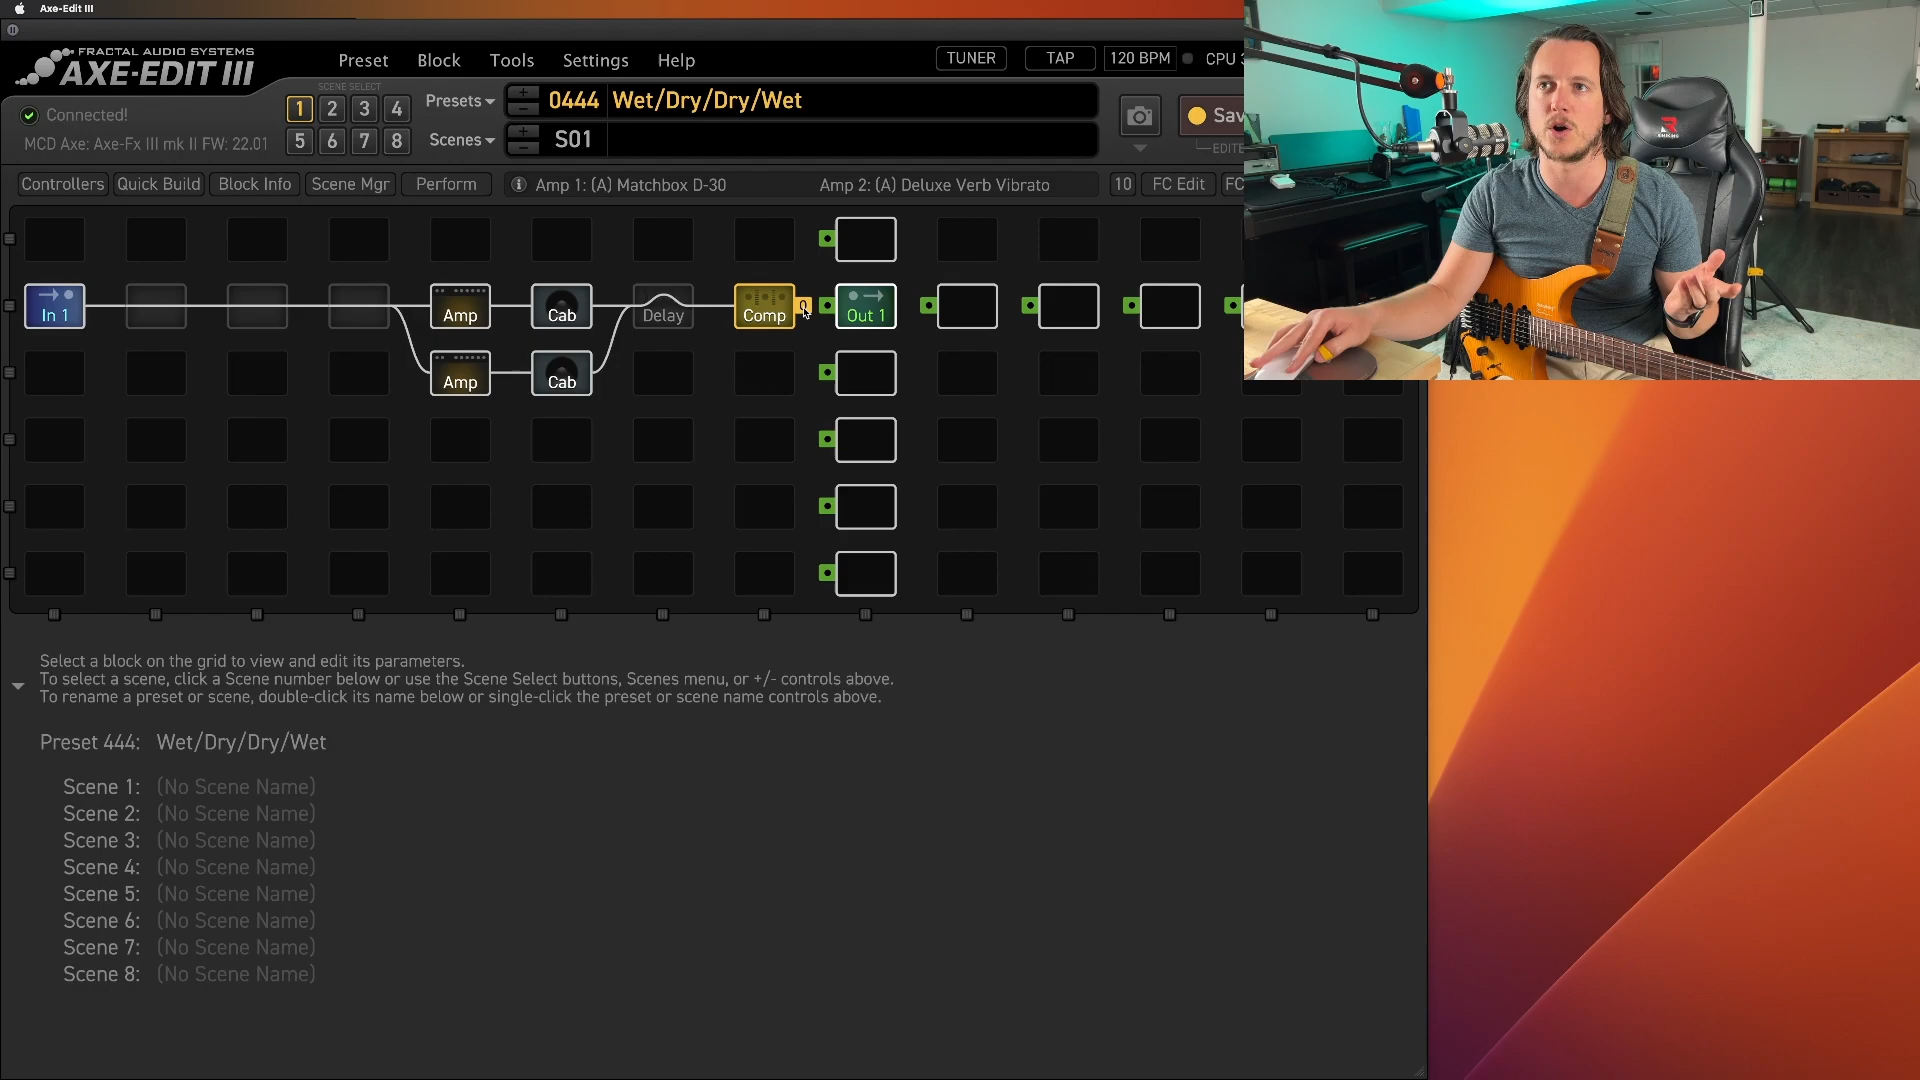 Axe-Edit III
FRACTAL AUDIO SYSTEMS
AXE-EDIT III
Preset Block Tools Settings Help
TUNER TAP 120 BPM CPU 3
SCENE SELECT
1 2 3 4
5 6 7 8
Connected!
MCD Axe: Axe-Fx III mk II FW: 22.01
Presets + - 0444 Wet/Dry/Dry/Wet
Scenes + - S01
Sav
EDITE
Controllers Quick Build Block Info Scene Mgr Perform Amp 1: (A) Matchbox D-30 Amp 2: (A) Deluxe Verb Vibrato 10 FC Edit FC
In 1 Amp Cab Delay Comp Out 1
Amp Cab
Select a block on the grid to view and edit its parameters.
To select a scene, click a Scene number below or use the Scene Select buttons, Scenes menu, or +/- controls above.
To rename a preset or scene, double-click its name below or single-click the preset or scene name controls above.
Preset 444: Wet/Dry/Dry/Wet
Scene 1: (No Scene Name)
Scene 2: (No Scene Name)
Scene 3: (No Scene Name)
Scene 4: (No Scene Name)
Scene 5: (No Scene Name)
Scene 6: (No Scene Name)
Scene 7: (No Scene Name)
Scene 8: (No Scene Name)